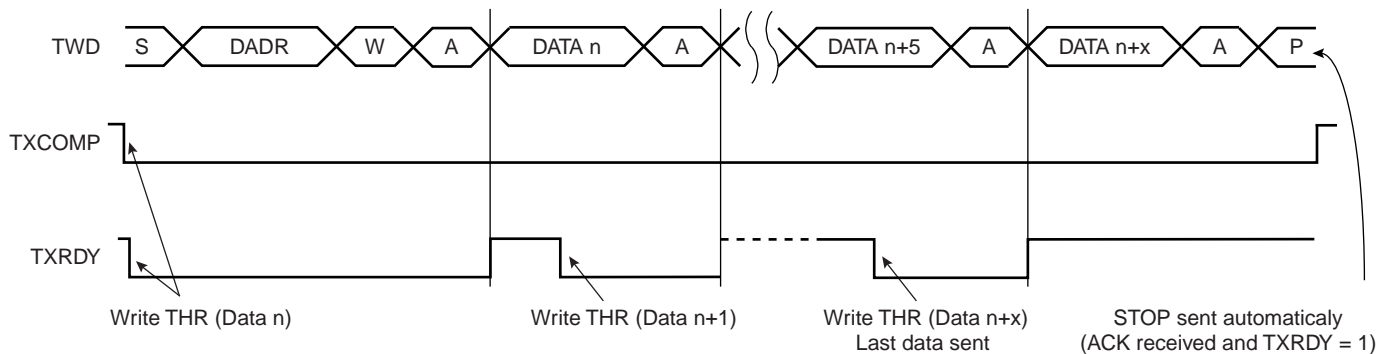 TWD S DADR W A DATA n A DATA n+5 A DATA n+x A P
TXCOMP
TXRDY
Write THR (Data n)
Write THR (Data n+1)
Write THR (Data n+x)
Last data sent
STOP sent automaticaly
(ACK received and TXRDY = 1)